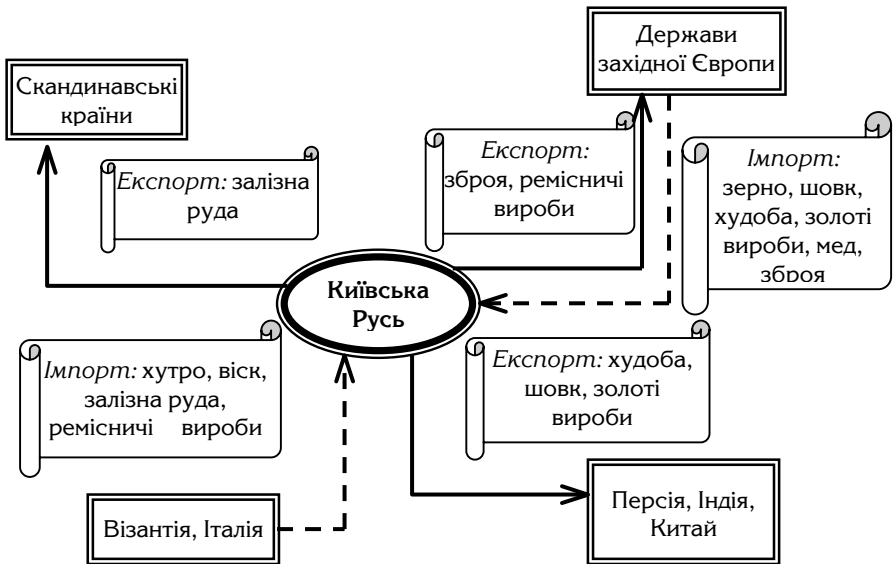 Держави
західної Європи
Скандинавські
країни
Експорт: залізна
руда
Експорт:
зброя, ремісничі
вироби
Імпорт:
зерно, шовк,
худоба, золоті
вироби, мед,
зброя
Київська
Русь
Імпорт: хутро, віск,
залізна руда,
ремісничі вироби
Експорт: худоба,
шовк, золоті
вироби
Візантія, Італія
Персія, Індія,
Китай